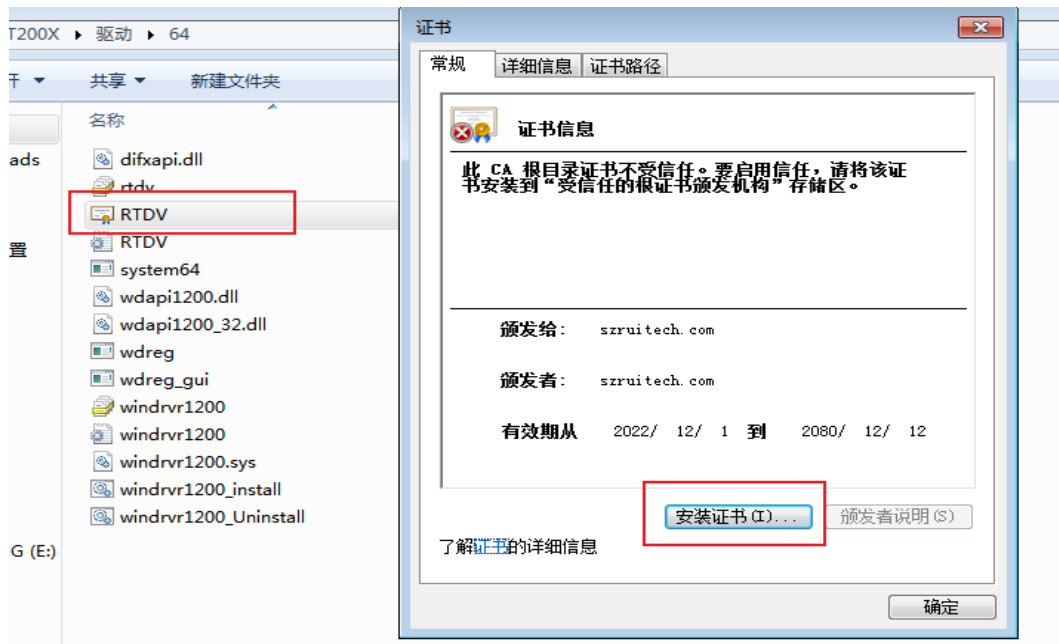 T200X ▸ 驱动 ▸ 64
开 ▼ 共享 ▼ 新建文件夹
名称
ads
置
G (E:)
difxapi.dll
rtdv
RTDV
RTDV
system64
wdapi1200.dll
wdapi1200_32.dll
wdreg
wdreg_gui
windrvr1200
windrvr1200
windrvr1200.sys
windrvr1200_install
windrvr1200_Uninstall
证书
常规 详细信息 证书路径
证书信息
此 CA 根目录证书不受信任。要启用信任，请将该证
书安装到“受信任的根证书颁发机构”存储区。
颁发给： szruitech.com
颁发者： szruitech.com
有效期从 2022/ 12/ 1 到 2080/ 12/ 12
安装证书(I)... 颁发者说明(S)
了解证书的详细信息
确定